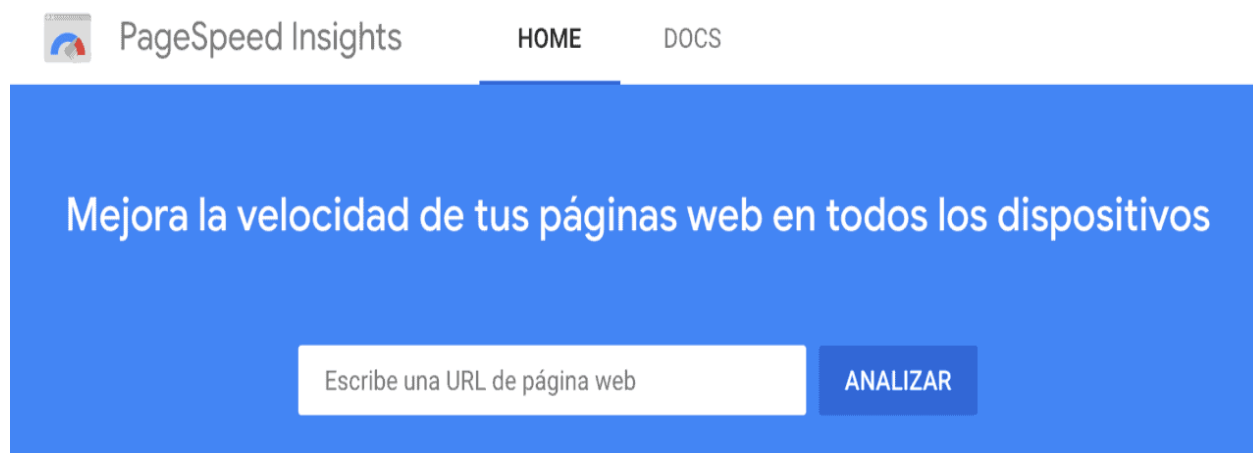 PageSpeed Insights HOME DOCS
Mejora la velocidad de tus páginas web en todos los dispositivos
Escribe una URL de página web ANALIZAR